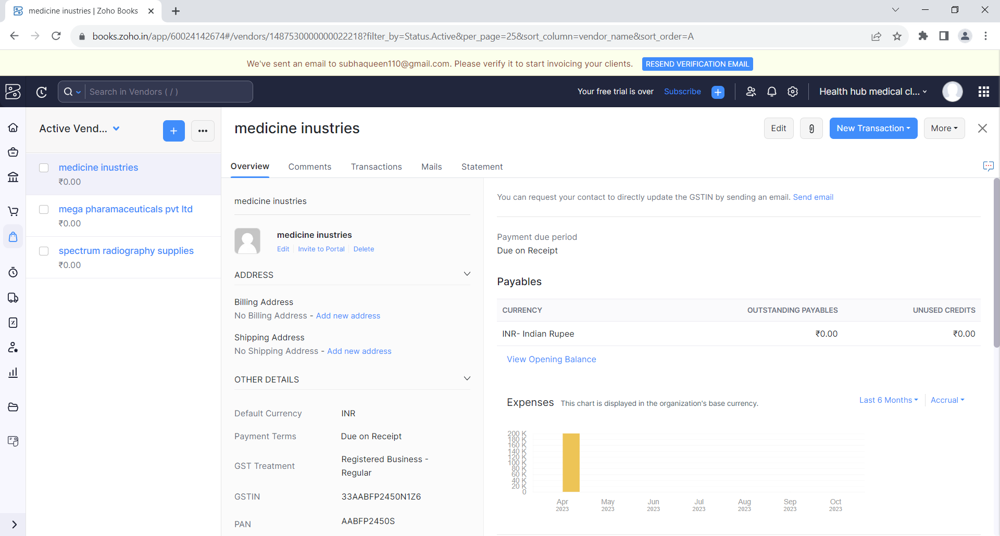 medicine inustries | Zoho Books
books.zoho.in/app/60024142674#/vendors/1487530000000022218?filter_by=Status.Active&per_page=25&sort_column=vendor_name&sort_order=A
We've sent an email to subhaqueen110@gmail.com. Please verify it to start invoicing your clients. RESEND VERIFICATION EMAIL
Search in Vendors ( / )
Your free trial is over Subscribe
Health hub medical cl...
Active Vend...
medicine inustries
₹0.00
mega pharamaceuticals pvt ltd
₹0.00
spectrum radiography supplies
₹0.00
medicine inustries
Edit
New Transaction
More
Overview Comments Transactions Mails Statement
medicine inustries
medicine inustries
Edit Invite to Portal Delete
ADDRESS
Billing Address
No Billing Address - Add new address
Shipping Address
No Shipping Address - Add new address
OTHER DETAILS
Default Currency INR
Payment Terms Due on Receipt
GST Treatment Registered Business -
Regular
GSTIN 33AABFP2450N1Z6
PAN AABFP2450S
You can request your contact to directly update the GSTIN by sending an email. Send email
Payment due period
Due on Receipt
Payables
CURRENCY OUTSTANDING PAYABLES UNUSED CREDITS
INR- Indian Rupee ₹0.00 ₹0.00
View Opening Balance
Expenses This chart is displayed in the organization's base currency.
Last 6 Months Accrual
200 K
180 K
160 K
140 K
120 K
100 K
80 K
60 K
40 K
20 K
0
Apr May Jun Jul Aug Sep Oct
2023 2023 2023 2023 2023 2023 2023